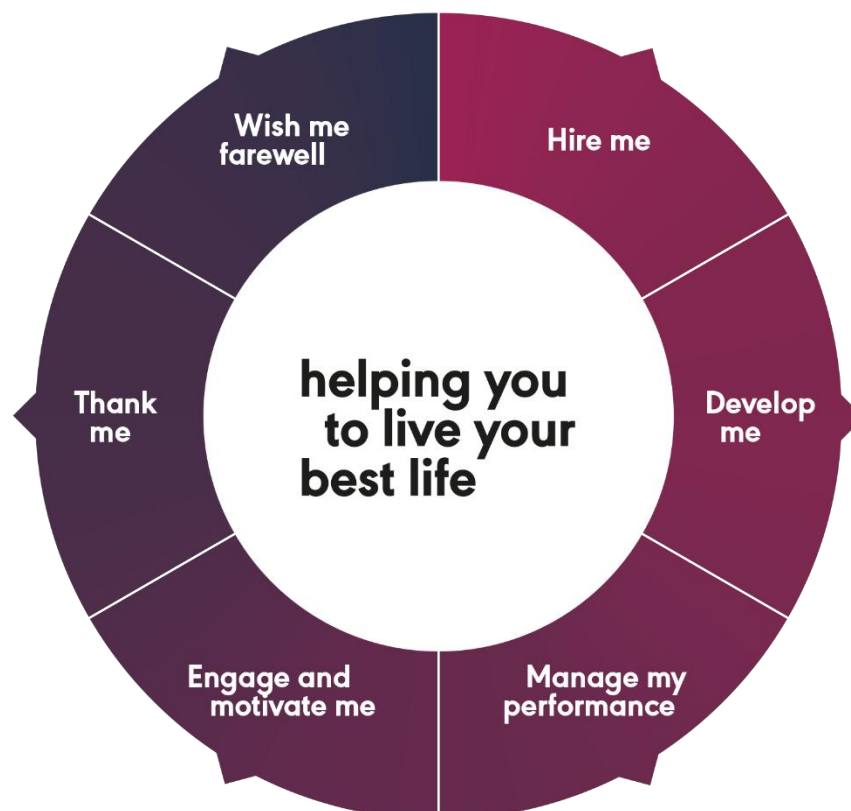 Wish me
farewell
Hire me
Thank
me
helping you
to live your
best life
Develop
me
Engage and
motivate me
Manage my
performance